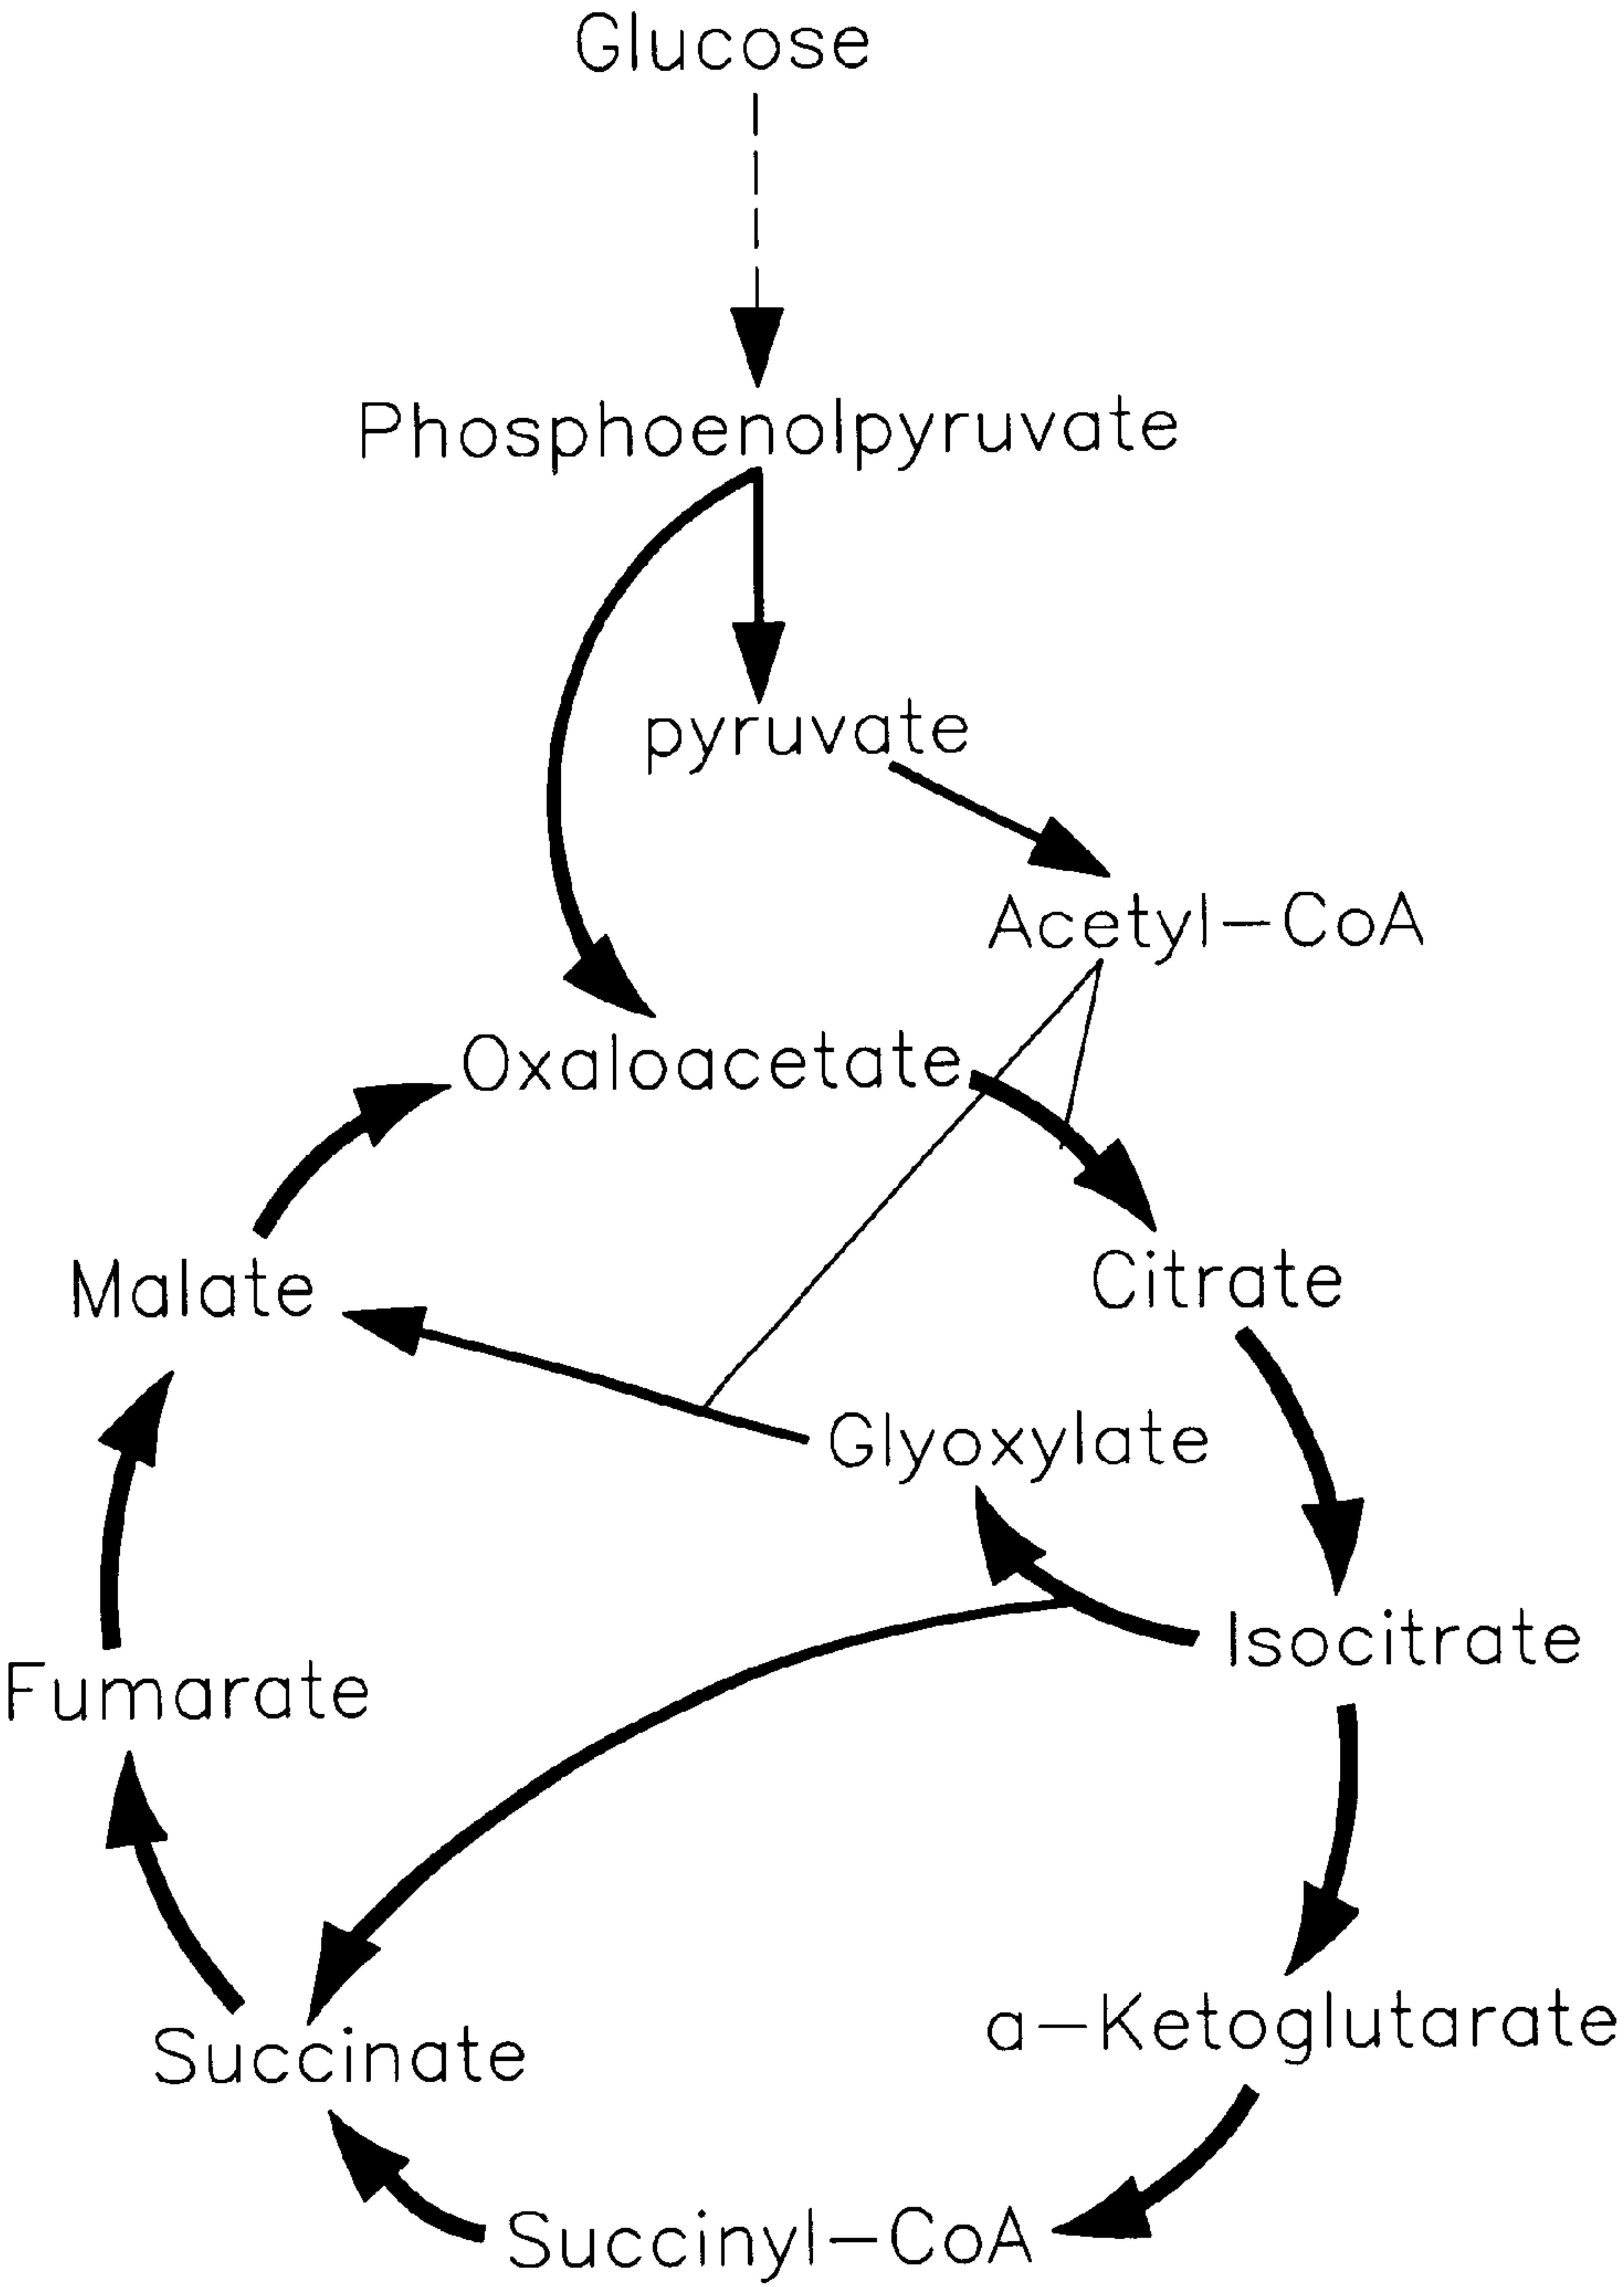 Glucose
Phosphoenolpyruvate
pyruvate
Acetyl-CoA
Oxaloacetate
Citrate
Malate
Glyoxylate
Isocitrate
Fumarate
a-Ketoglutarate
Succinate
Succinyl-CoA